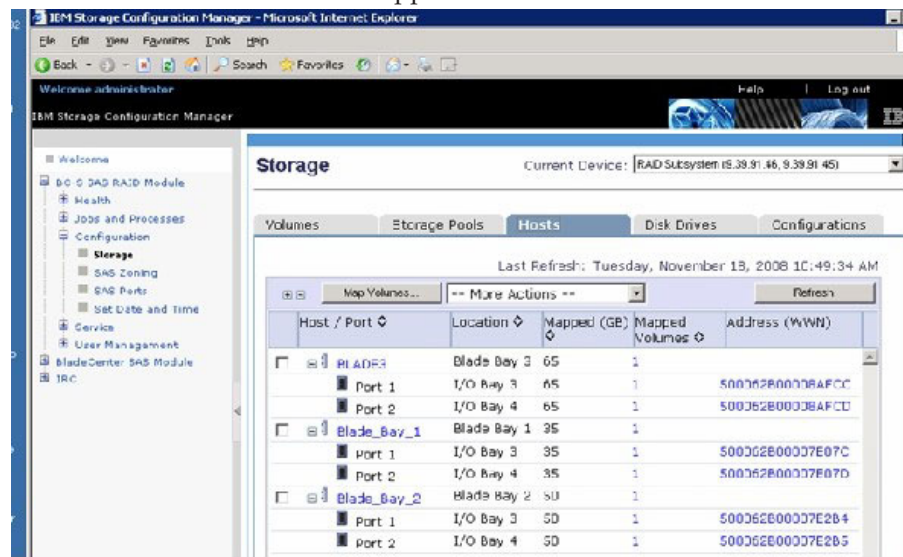 IBM Storage Configuration Manager - Microsoft Internet Explorer
File Edit View Favorites Tools Help
Back Search Favorites
Welcome administrator
Help | Log out
IBM Storage Configuration Manager
Welcome
BC-S SAS RAID Module
Health
Jobs and Processes
Configuration
Storage
SAS Zoning
SAS Ports
Set Date and Time
Service
User Management
BladeCenter SAS Module
Storage
Current Device: RAID Subsystem (9.39.91.46, 9.39.91.45)
Volumes Storage Pools Hosts Disk Drives Configurations
Last Refresh: Tuesday, November 18, 2008 10:49:34 AM
Map Volumes... -- More Actions -- Refresh
Host / Port Location Mapped (GB) Mapped Volumes Address (WWN)
BLADE3 Blade Bay 3 65 1
Port 1 I/O Bay 3 65 1 500062B00008AFCC
Port 2 I/O Bay 4 65 1 500062B00008AFCD
Blade_Bay_1 Blade Bay 1 35 1
Port 1 I/O Bay 3 35 1 500062B00007E07C
Port 2 I/O Bay 4 35 1 500062B00007E07D
Blade_Bay_2 Blade Bay 2 50 1
Port 1 I/O Bay 3 50 1 500062B00007E2B4
Port 2 I/O Bay 4 50 1 500062B00007E2B5